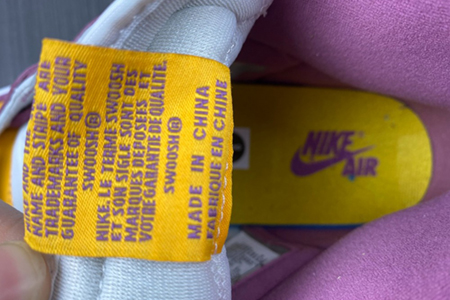 NAME AND STRIPE ARE
TRADEMARKS AND YOUR
GUARANTEE OF QUALITY
SWOOSH®
NIKE. LE TERME SWOOSH
ET SON SIGLE SONT DES
MARQUES DEPOSEES ET
VOTRE GARANTIE DE QUALITE.
SWOOSH®
MADE IN CHINA
FABRIQUE EN CHINE
NIKE
AIR